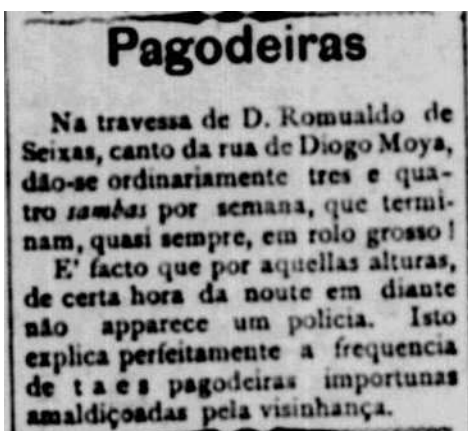 Pagodeiras
Na travessa de D. Romualdo de
Seixas, canto da rua de Diogo Moya,
dão-se ordinariamente tres e qua-
tro sambas por semana, que termi-
nam, quasi sempre, em rolo grosso!
E' facto que por aquellas alturas,
de certa hora da noute em diante
não apparece um policia. Isto
explica perfeitamente a frequencia
de taes pagodeiras importunas
amaldiçoadas pela visinhança.